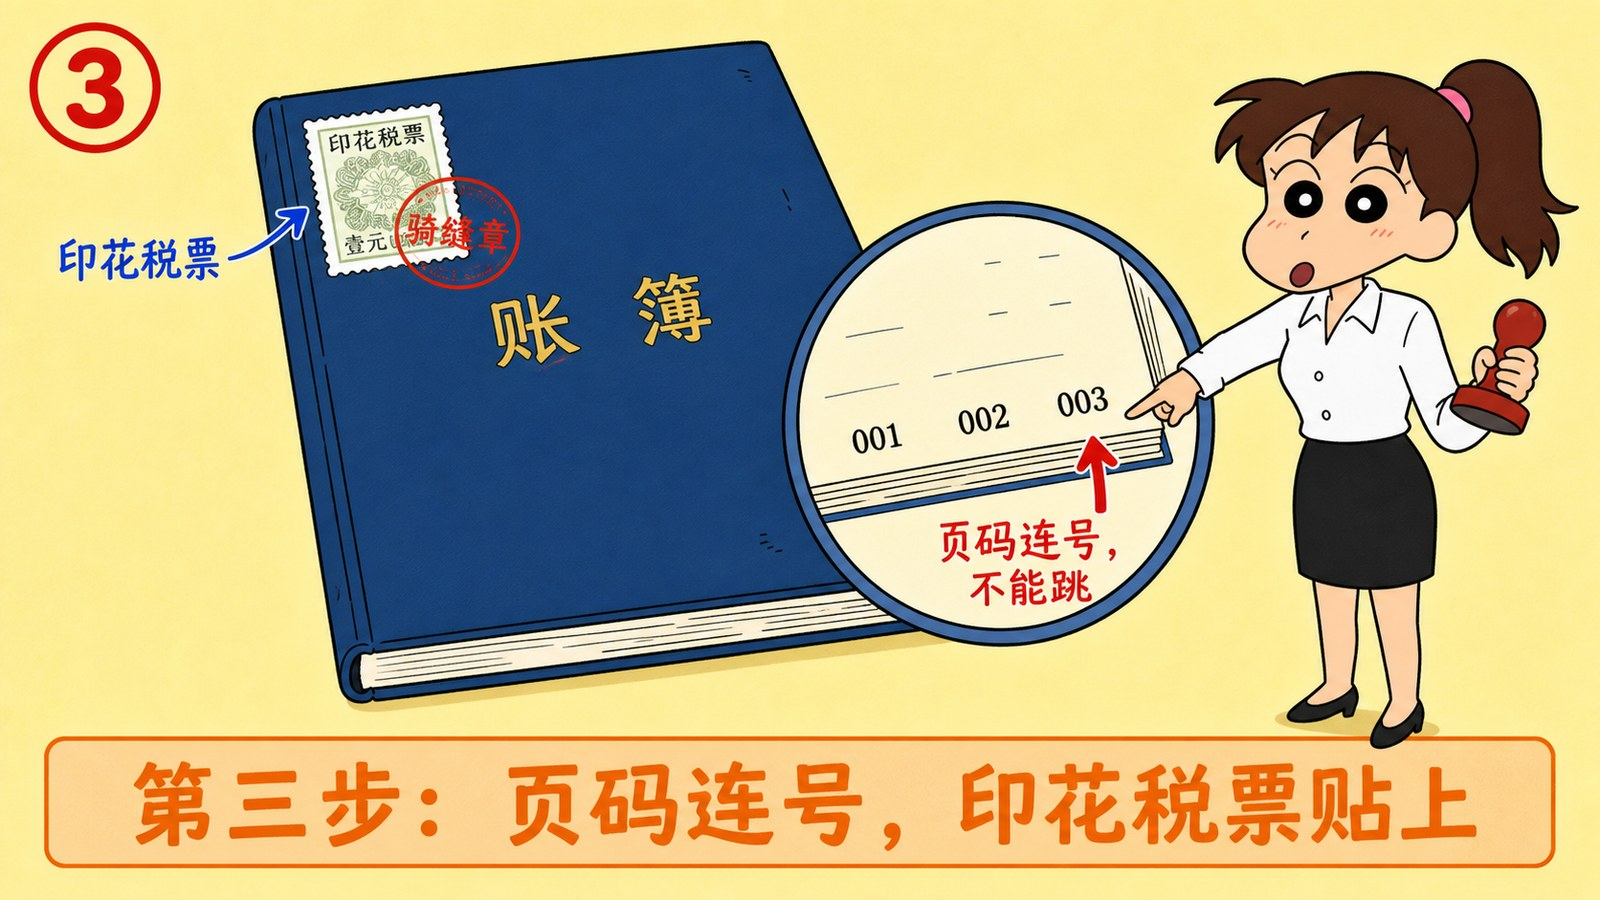 ③
印花税票
壹元
骑缝章
印花税票
账簿
001 002 003
页码连号，
不能跳
第三步：页码连号，印花税票贴上